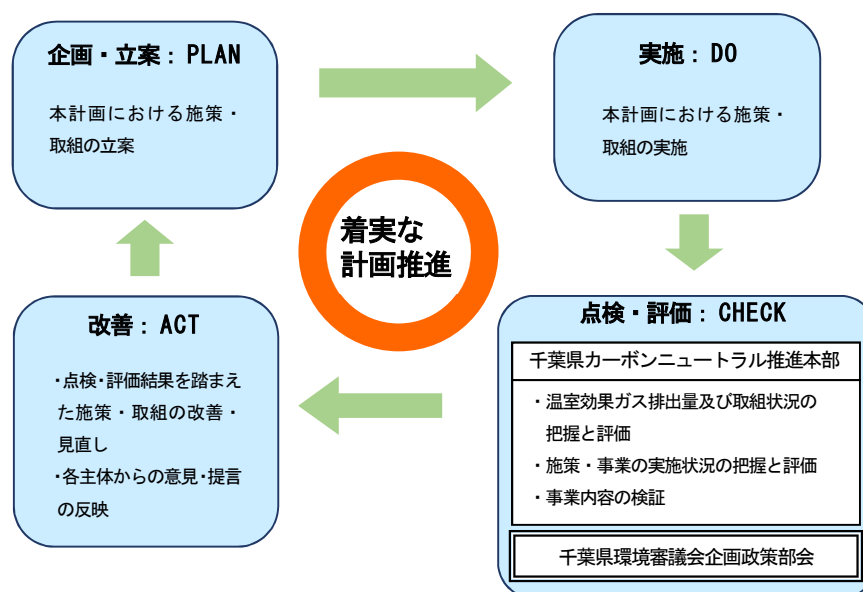 企画・立案：PLAN
本計画における施策・
取組の立案
実施：DO
本計画における施策・
取組の実施
着実な
計画推進
点検・評価：CHECK
千葉県カーボンニュートラル推進本部
・温室効果ガス排出量及び取組状況の
把握と評価
・施策・事業の実施状況の把握と評価
・事業内容の検証
千葉県環境審議会企画政策部会
改善：ACT
・点検・評価結果を踏まえ
た施策・取組の改善・
見直し
・各主体からの意見・提言
の反映